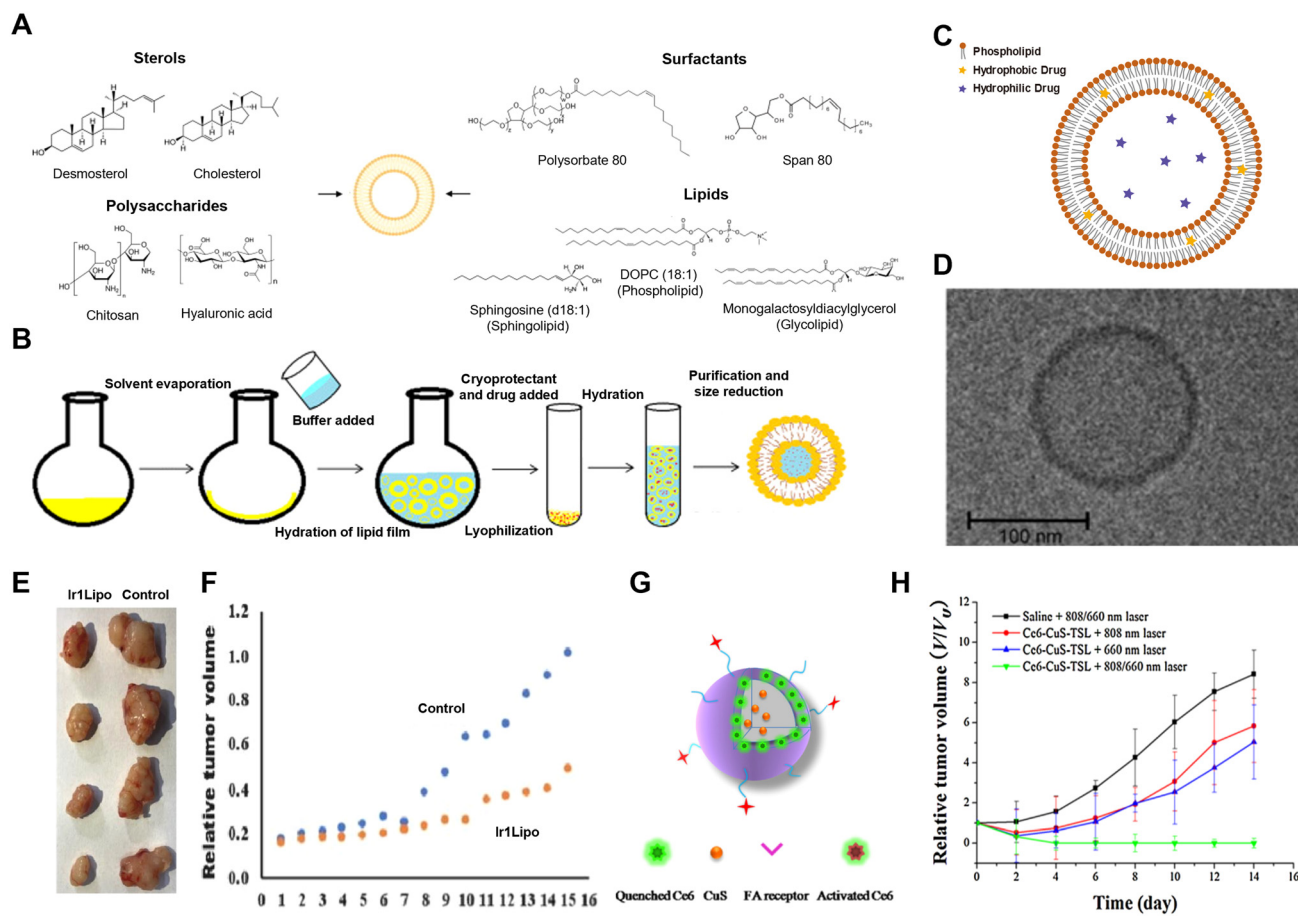 A
Sterols
Desmosterol
Cholesterol
Polysaccharides
Chitosan
Hyaluronic acid
Surfactants
Polysorbate 80
Span 80
Lipids
DOPC (18:1)
(Phospholipid)
Sphingosine (d18:1)
(Sphingolipid)
Monogalactosyldiacylglycerol
(Glycolipid)
B
Solvent evaporation
Buffer added
Hydration of lipid film
Cryoprotectant
and drug added
Lyophilization
Hydration
Purification and
size reduction
C
Phospholipid
Hydrophobic Drug
Hydrophilic Drug
D
100 nm
E
Ir1Lipo
Control
F
Relative tumor volume
1.2
1.0
0.8
0.6
0.4
0.2
0.0
Control
Ir1Lipo
0 1 2 3 4 5 6 7 8 9 10 11 12 13 14 15 16
G
Quenched Ce6
CuS
FA receptor
Activated Ce6
H
Relative tumor volume (V/V0)
12
10
8
6
4
2
0
Saline + 808/660 nm laser
Ce6-CuS-TSL + 808 nm laser
Ce6-CuS-TSL + 660 nm laser
Ce6-CuS-TSL + 808/660 nm laser
0 2 4 6 8 10 12 14 16
Time (day)